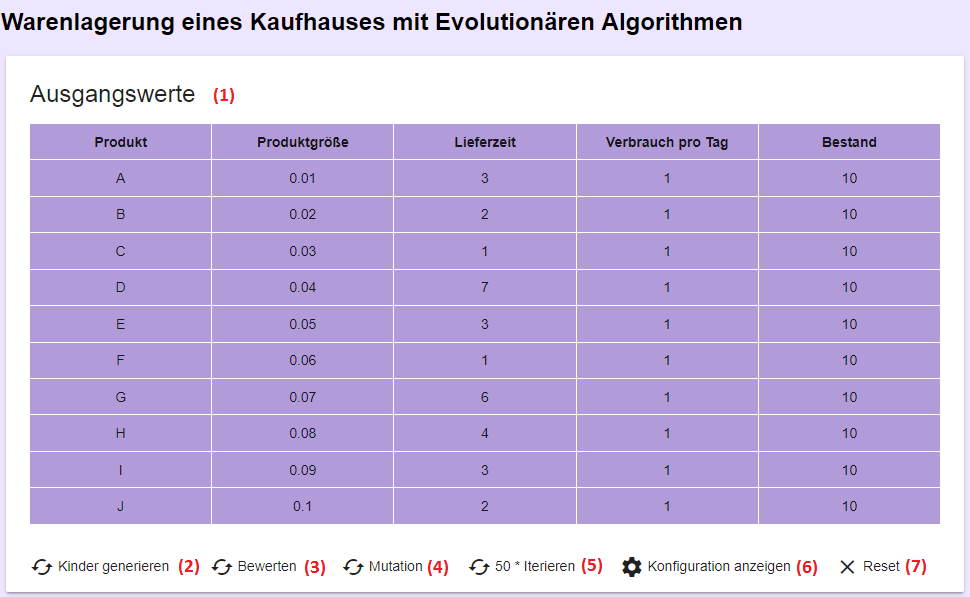 Warenlagerung eines Kaufhauses mit Evolutionären Algorithmen
Ausgangswerte (1)
Produkt Produktgröße Lieferzeit Verbrauch pro Tag Bestand
A 0.01 3 1 10
B 0.02 2 1 10
C 0.03 1 1 10
D 0.04 7 1 10
E 0.05 3 1 10
F 0.06 1 1 10
G 0.07 6 1 10
H 0.08 4 1 10
I 0.09 3 1 10
J 0.1 2 1 10
Kinder generieren (2) Bewerten (3) Mutation (4) 50 * Iterieren (5) Konfiguration anzeigen (6) Reset (7)